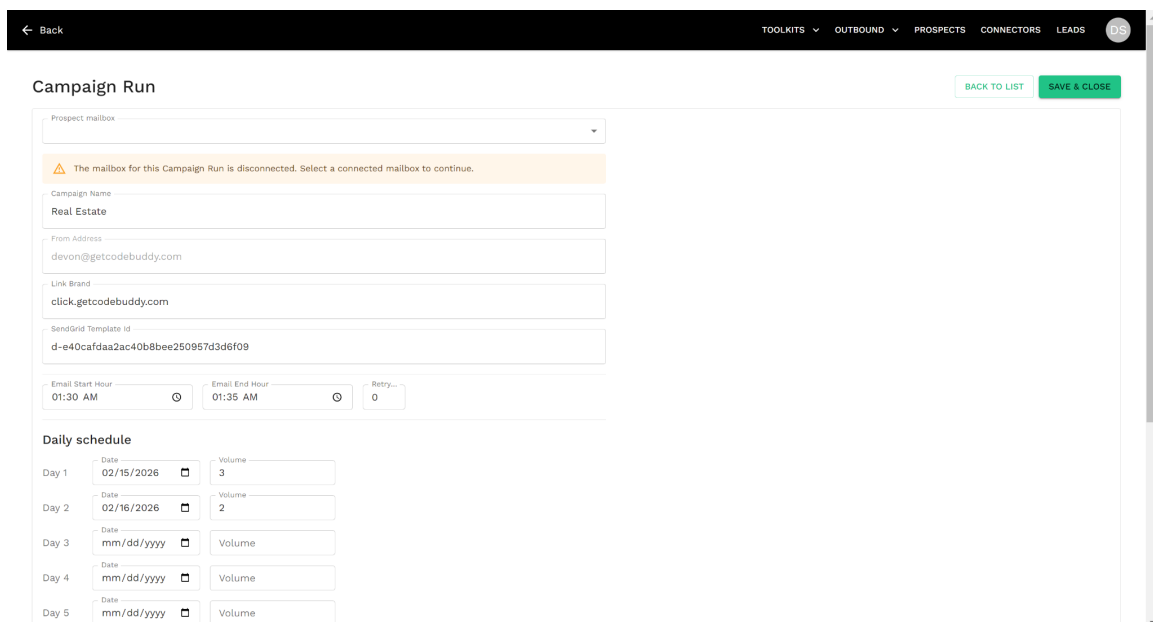 Back
TOOLKITS OUTBOUND PROSPECTS CONNECTORS LEADS DS
Campaign Run
BACK TO LIST SAVE & CLOSE
Prospect mailbox
The mailbox for this Campaign Run is disconnected. Select a connected mailbox to continue.
Campaign Name
Real Estate
From Address
devon@getcodebuddy.com
Link Brand
click.getcodebuddy.com
SendGrid Template Id
d-e40cafdaa2ac40b8bee250957d3d6f09
Email Start Hour Email End Hour Retry...
01:30 AM 01:35 AM 0
Daily schedule
Date Volume
Day 1 02/15/2026 3
Date Volume
Day 2 02/16/2026 2
Date
Day 3 mm/dd/yyyy Volume
Date
Day 4 mm/dd/yyyy Volume
Date
Day 5 mm/dd/yyyy Volume